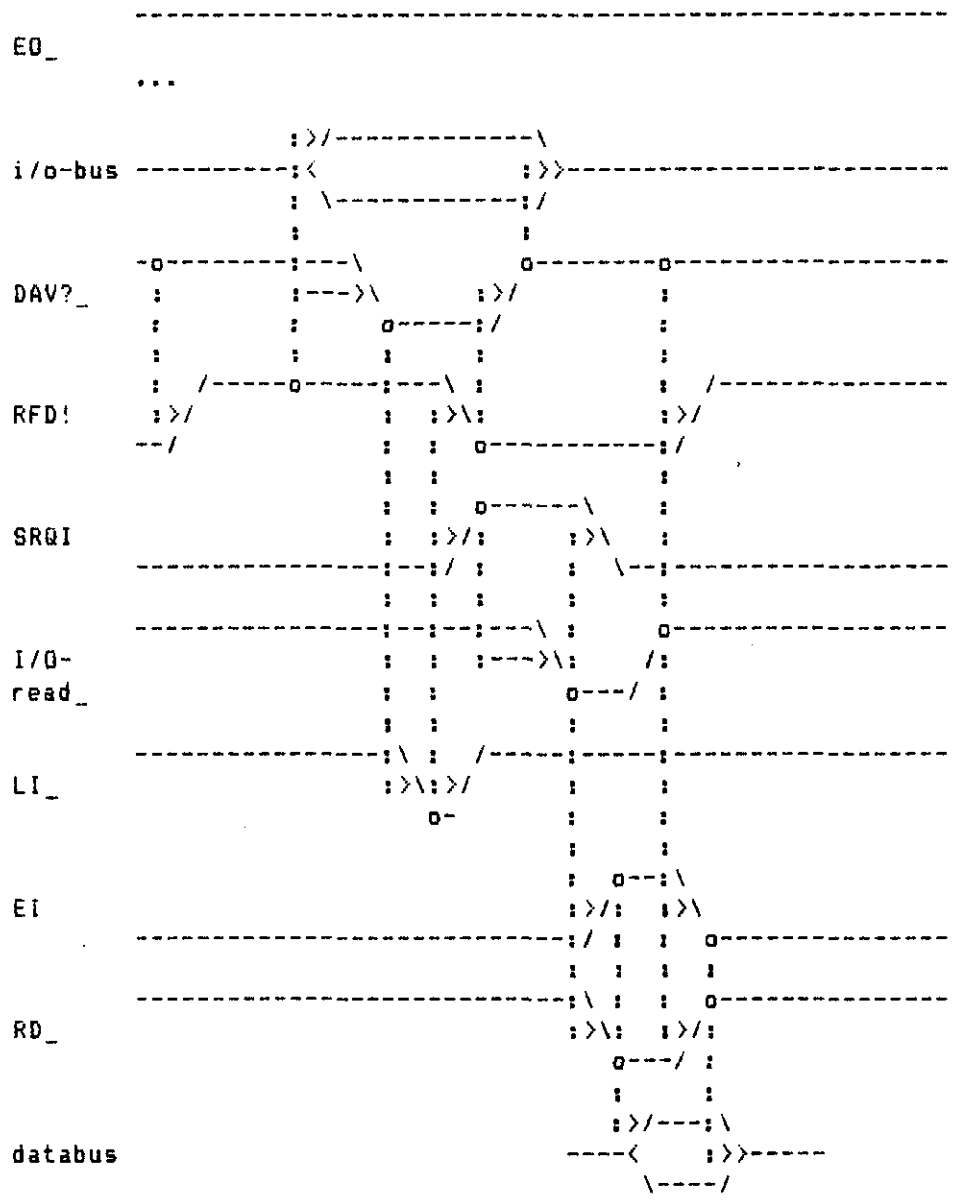 EO_
...
i/o-bus
DAV?_
RFD!
SRQI
I/O-
read_
LI_
EI
RD_
databus